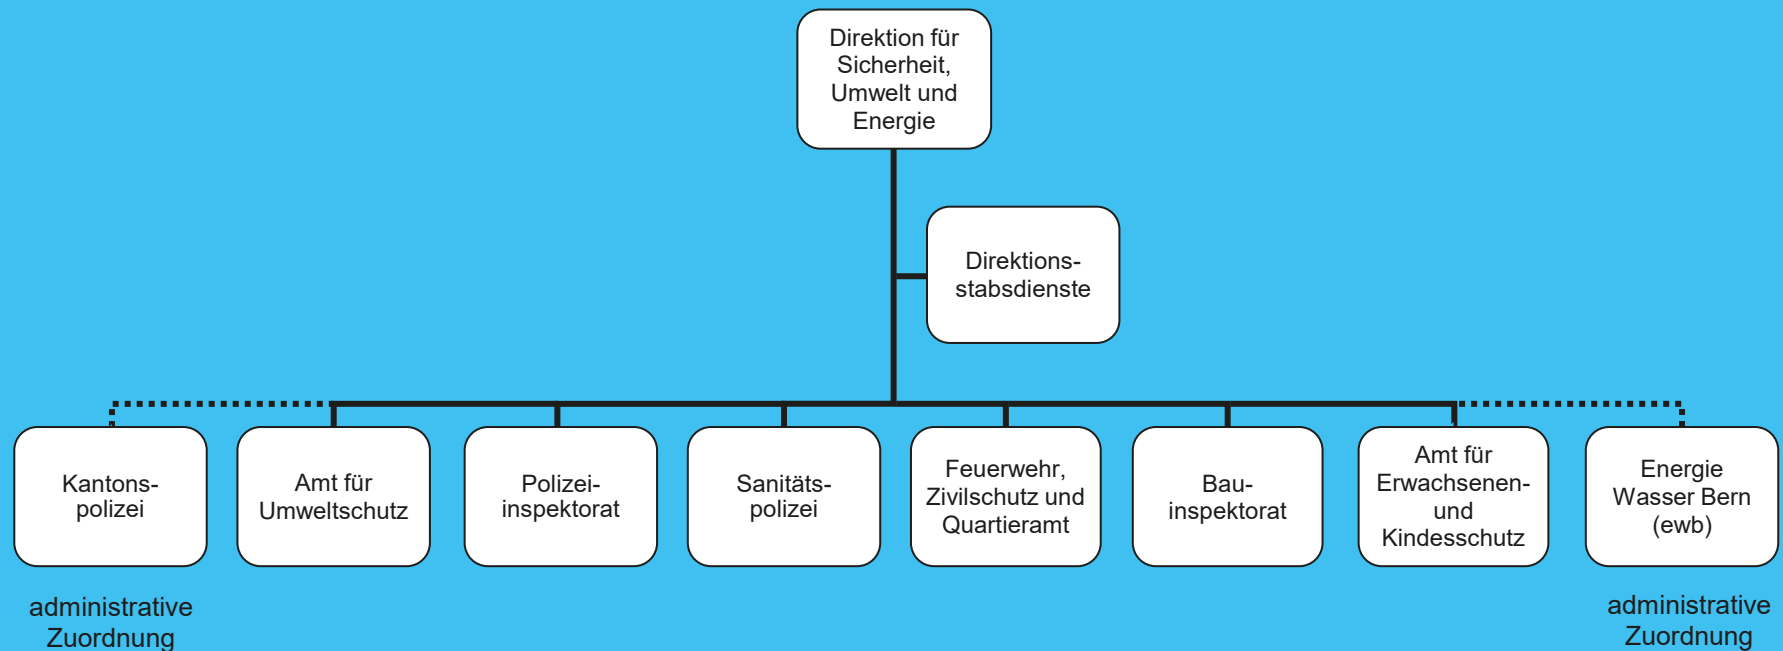 Direktion für
Sicherheit,
Umwelt und
Energie
Direktions-
stabsdienste
Kantons-
polizei
Amt für
Umweltschutz
Polizei-
inspektorat
Sanitäts-
polizei
Feuerwehr,
Zivilschutz und
Quartieramt
Bau-
inspektorat
Amt für
Erwachsenen-
und
Kindesschutz
Energie
Wasser Bern
(ewb)
administrative
Zuordnung
administrative
Zuordnung